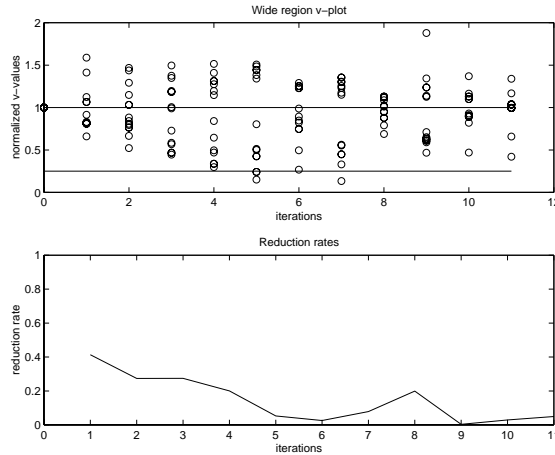 Wide region v-plot
2
1.5
1
0.5
0
normalized v-values
0 2 4 6 8 10 12
iterations
Reduction rates
1
0.8
0.6
0.4
0.2
0
reduction rate
0 1 2 3 4 5 6 7 8 9 10 11
iterations